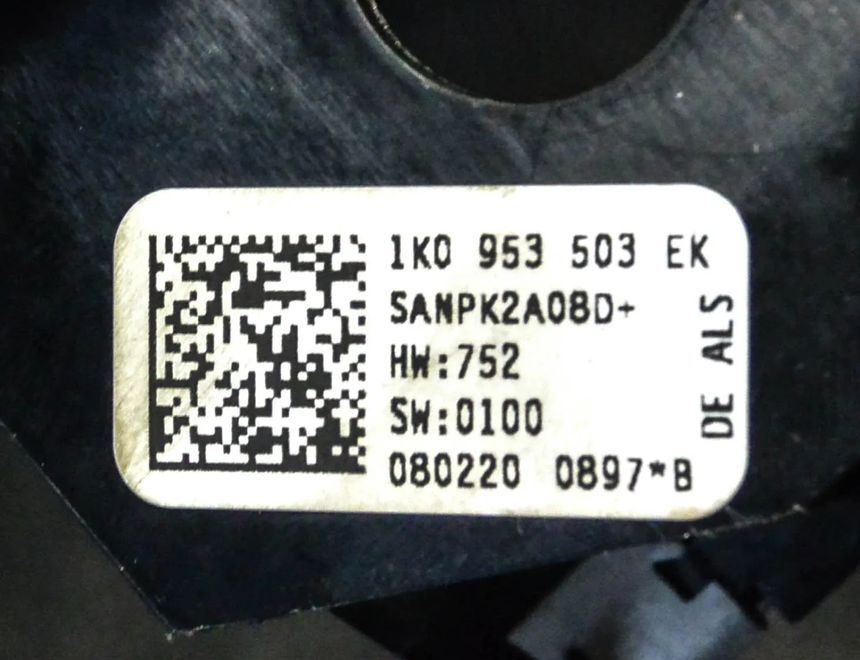 1K0 953 503 EK
SANPK2A08D+
HW:752
SW:0100
080220 0897*B
DE ALS